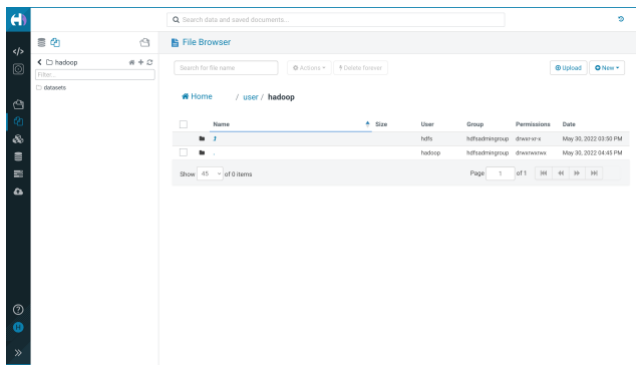 Search data and saved documents...
File Browser
hadoop
Filter...
datasets
Search for file name
Actions
Delete forever
Upload
New
Home / user / hadoop
Name Size User Group Permissions Date
hdfs hdfsadmingroup drwxr-xr-x May 30, 2022 03:50 PM
. hadoop hdfsadmingroup drwxrwxrwx May 30, 2022 04:45 PM
Show 45 of 0 items
Page 1 of 1